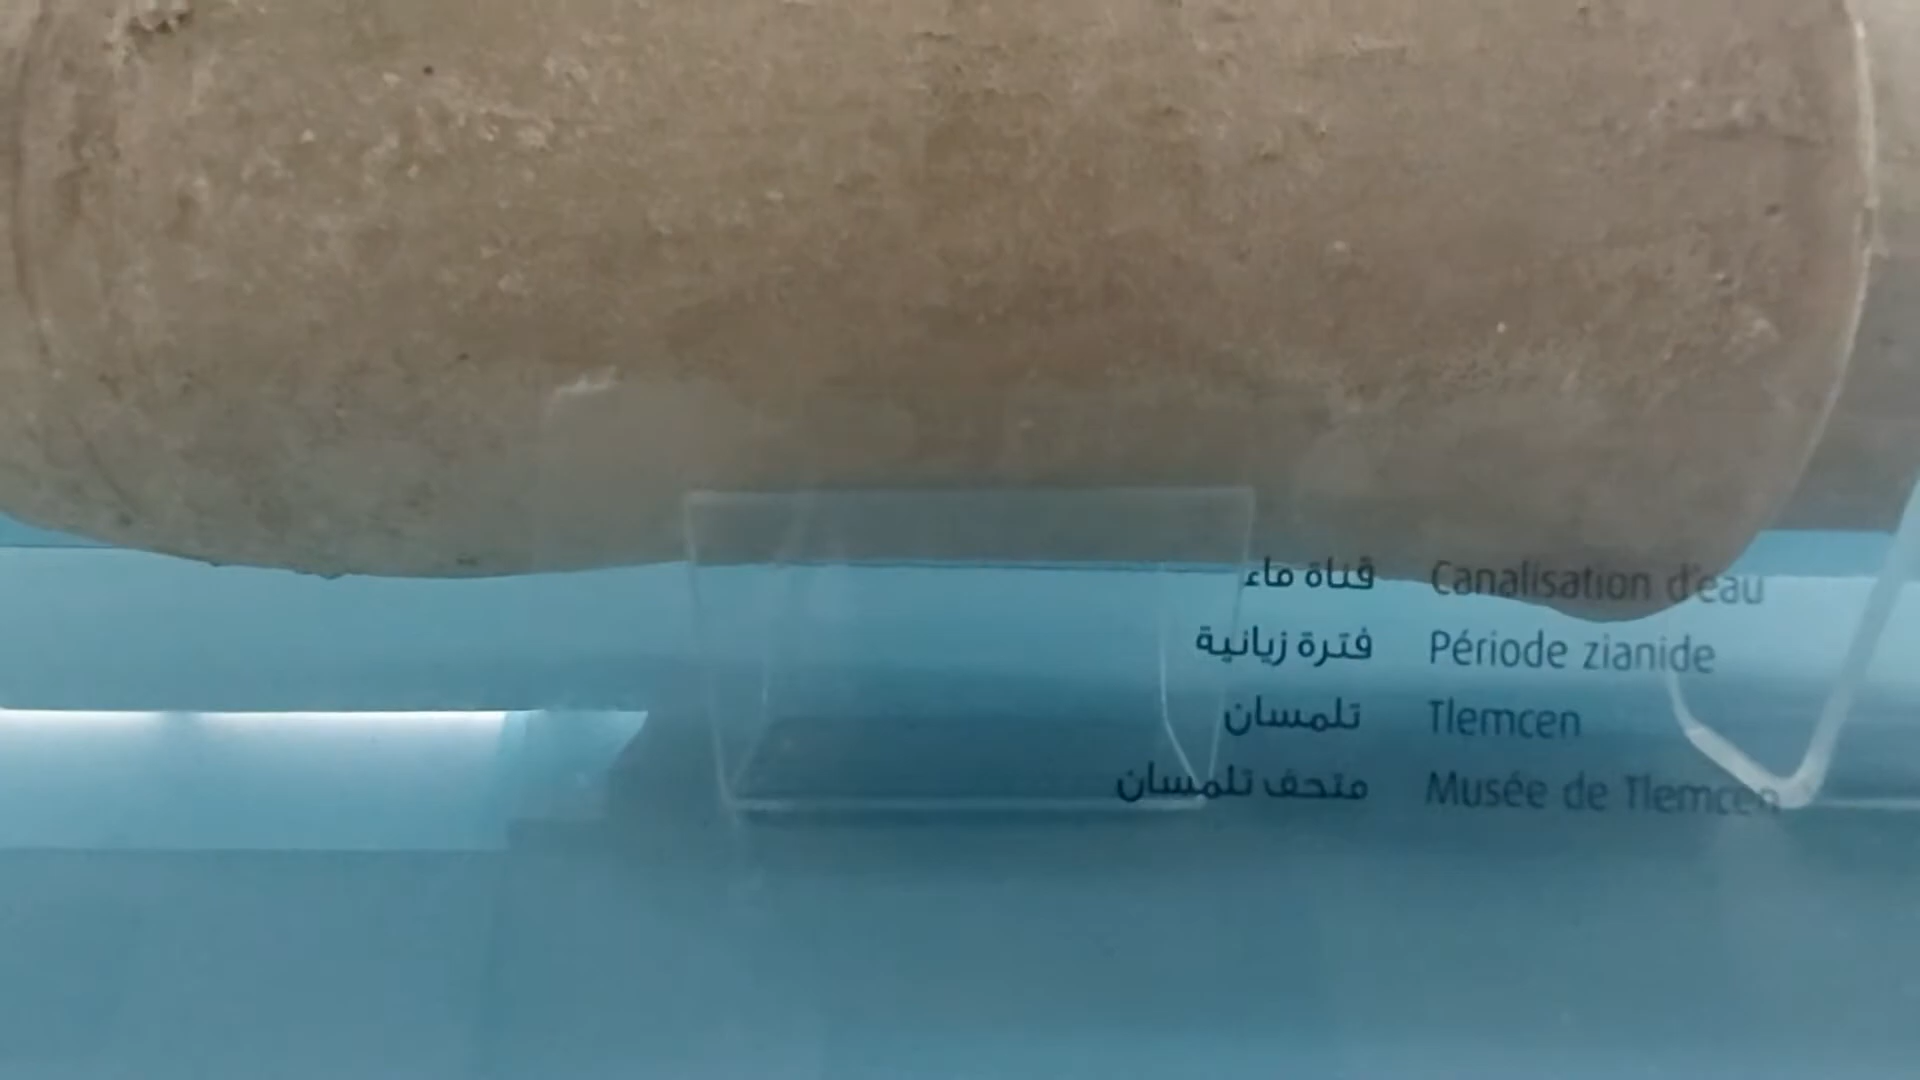 قناة ماء Canalisation d'eau
فترة زيانية Période zianide
تلمسان Tlemcen
متحف تلمسان Musée de Tlemcen